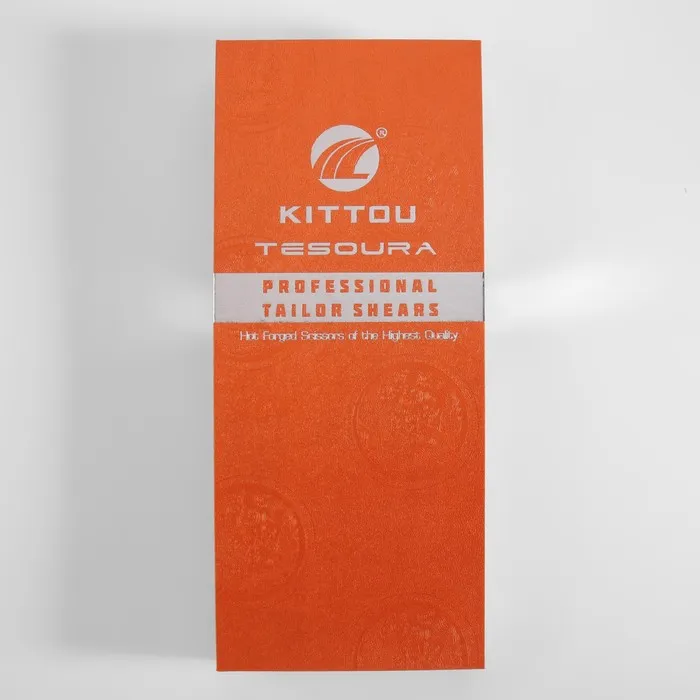 ®
KITTOU
TESOURA
PROFESSIONAL
TAILOR SHEARS
Hot Forged Scissors of the Highest Quality